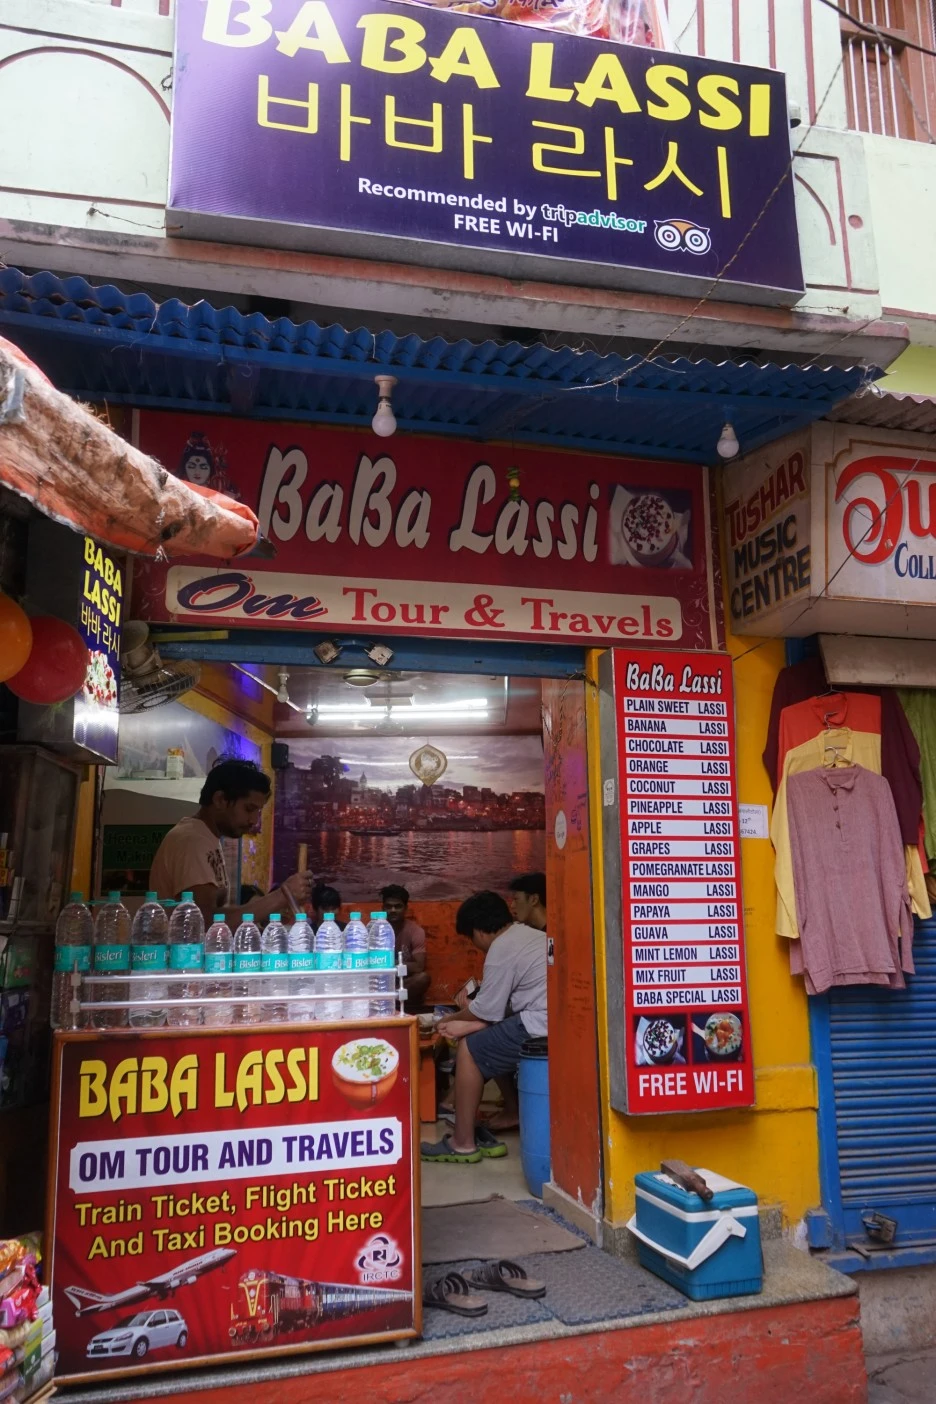 BABA LASSI
바바 라시
Recommended by tripadvisor
FREE WI-FI
BaBa Lassi
Om Tour & Travels
BABA
LASSI
바바 라시
TUSHAR
MUSIC
CENTRE
BaBa Lassi
PLAIN SWEET LASSI
BANANA LASSI
CHOCOLATE LASSI
ORANGE LASSI
COCONUT LASSI
PINEAPPLE LASSI
APPLE LASSI
GRAPES LASSI
POMEGRANATE LASSI
MANGO LASSI
PAPAYA LASSI
GUAVA LASSI
MINT LEMON LASSI
MIX FRUIT LASSI
BABA SPECIAL LASSI
FREE WI-FI
Bisleri
Bisleri
Bisleri
Bisleri
BABA LASSI
OM TOUR AND TRAVELS
Train Ticket, Flight Ticket
And Taxi Booking Here
IRCTC